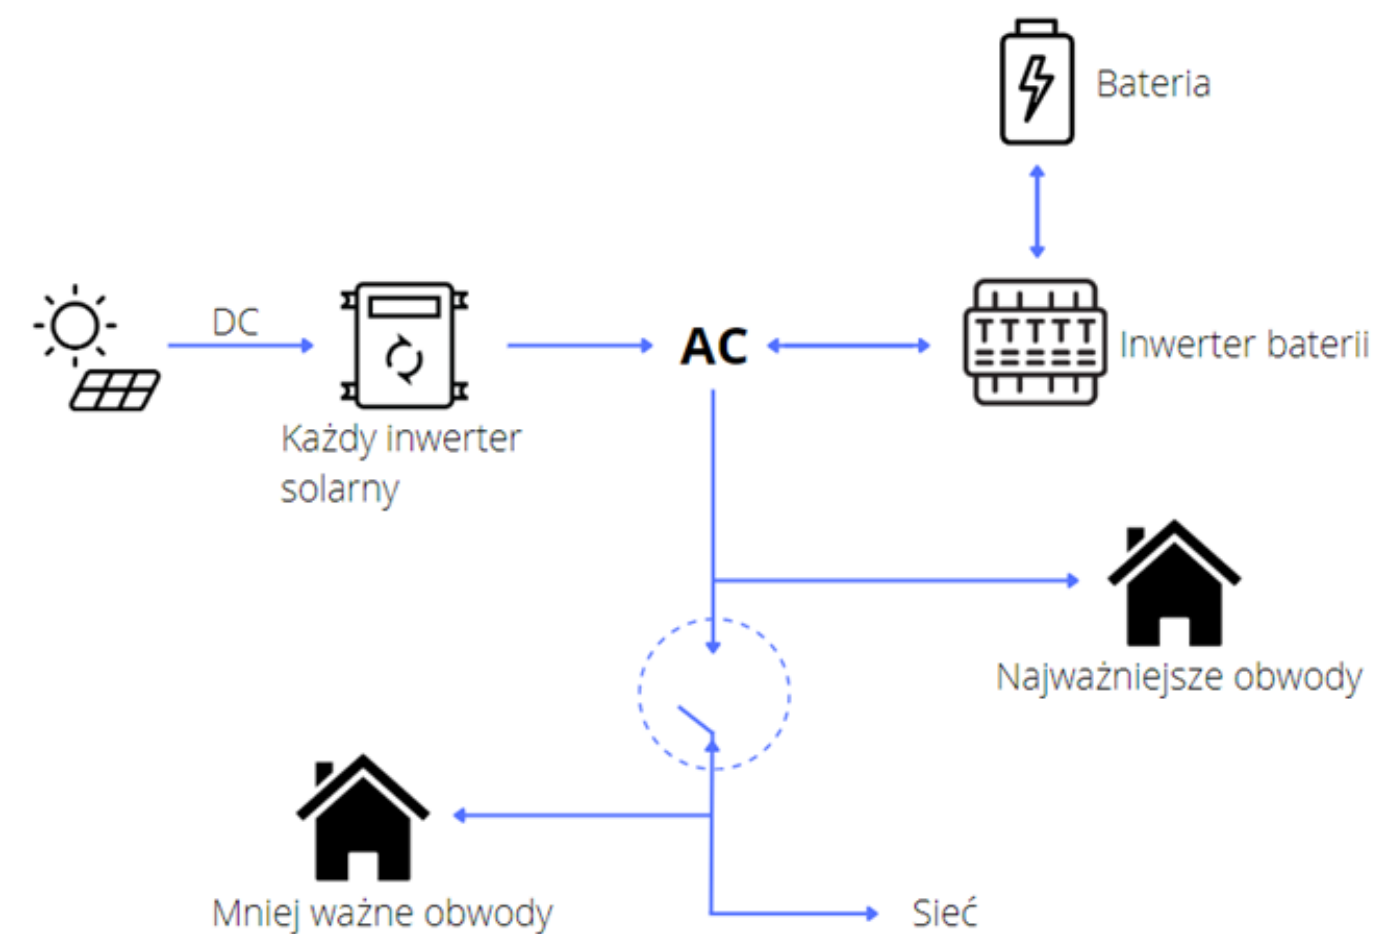 Bateria
DC
AC
Inwerter baterii
Każdy inwerter
solarny
Najważniejsze obwody
Mniej ważne obwody
Sieć